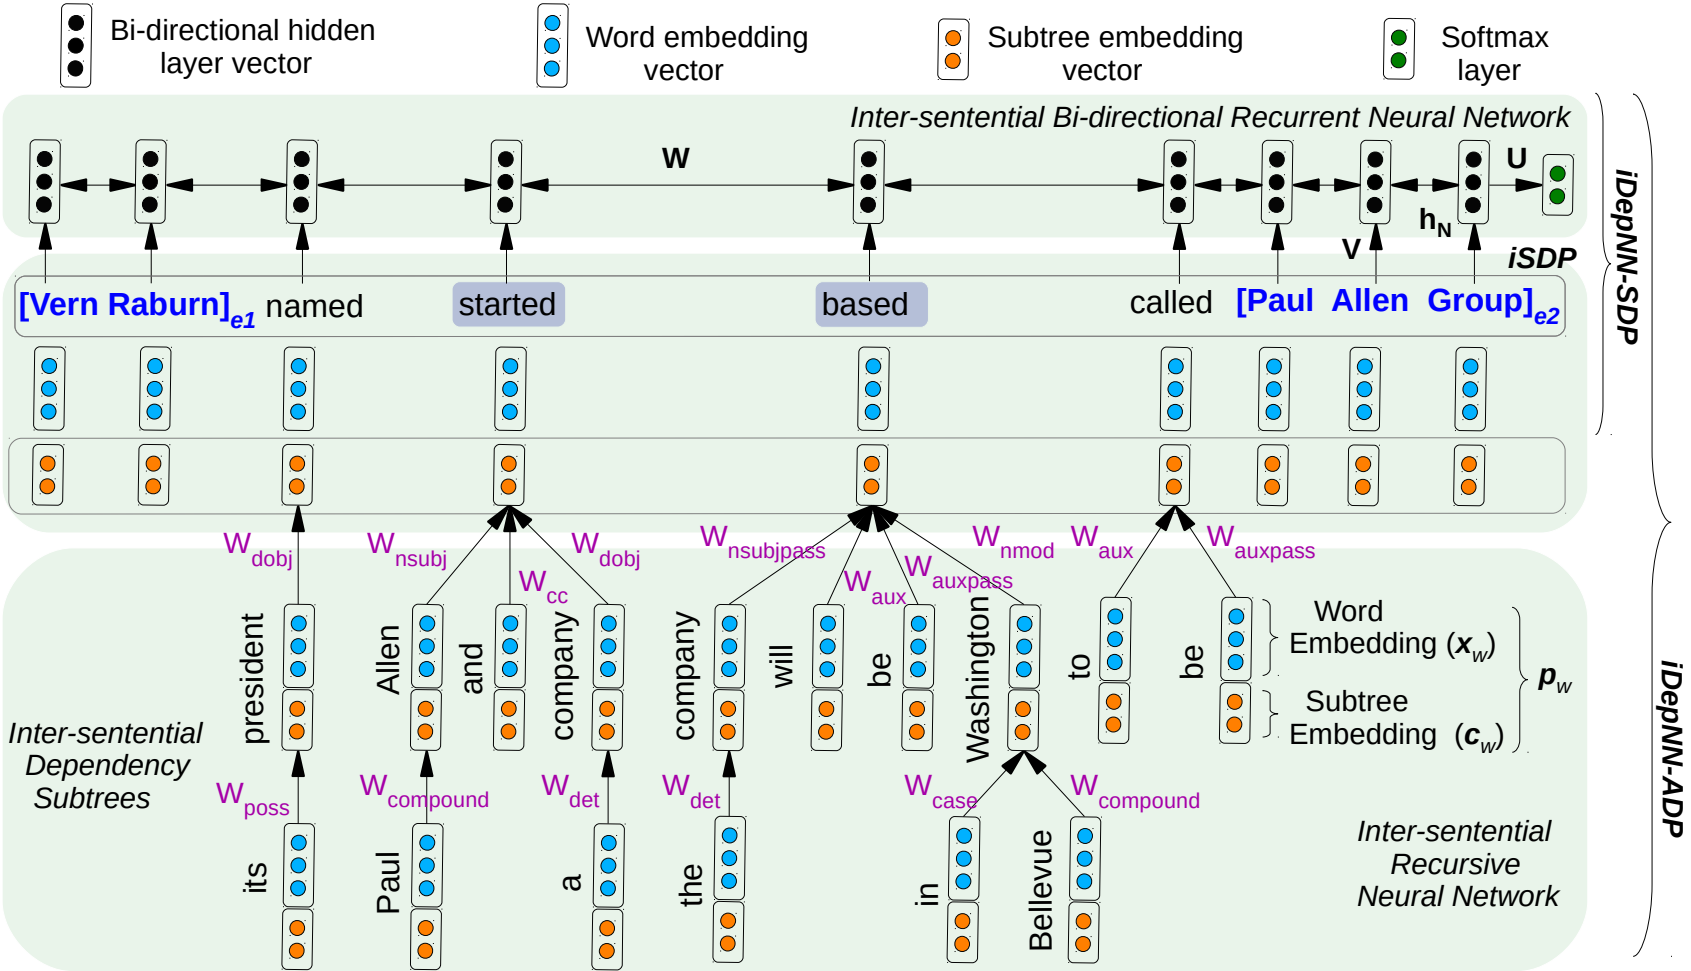 Bi-directional hidden
layer vector
Word embedding
vector
Subtree embedding
vector
Softmax
layer
Inter-sentential Bi-directional Recurrent Neural Network
W
U
h_N
V
iSDP
[Vern Raburn]_e1 named started based called [Paul Allen Group]_e2
iDepNN-SDP
iDepNN-ADP
W_dobj
W_nsubj
W_cc
W_dobj
W_nsubjpass
W_aux
W_auxpass
W_nmod
W_aux
W_auxpass
president
Allen
and
company
company
will
be
Washington
to
be
Word
Embedding (x_w)
Subtree
Embedding (c_w)
p_w
Inter-sentential
Dependency
Subtrees
W_poss
W_compound
W_det
W_det
W_case
W_compound
its
Paul
a
the
in
Bellevue
Inter-sentential
Recursive
Neural Network